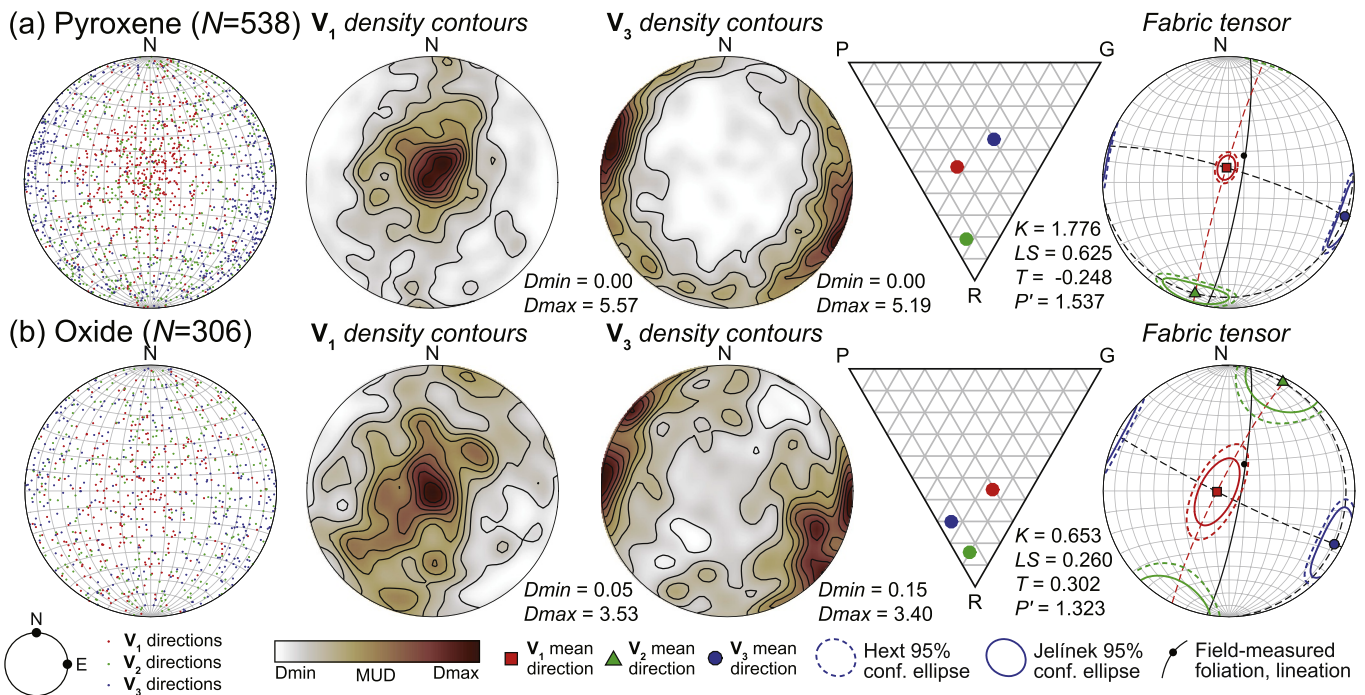 (a) Pyroxene (N=538)
V1 density contours
V3 density contours
Fabric tensor
N
N
N
P
G
N
R
Dmin = 0.00
Dmax = 5.57
Dmin = 0.00
Dmax = 5.19
K = 1.776
LS = 0.625
T = -0.248
P' = 1.537
(b) Oxide (N=306)
V1 density contours
V3 density contours
Fabric tensor
N
N
N
P
G
N
R
Dmin = 0.05
Dmax = 3.53
Dmin = 0.15
Dmax = 3.40
K = 0.653
LS = 0.260
T = 0.302
P' = 1.323
N
E
V1 directions
V2 directions
V3 directions
Dmin
MUD
Dmax
V1 mean
direction
V2 mean
direction
V3 mean
direction
Hext 95%
conf. ellipse
Jelínek 95%
conf. ellipse
Field-measured
foliation, lineation